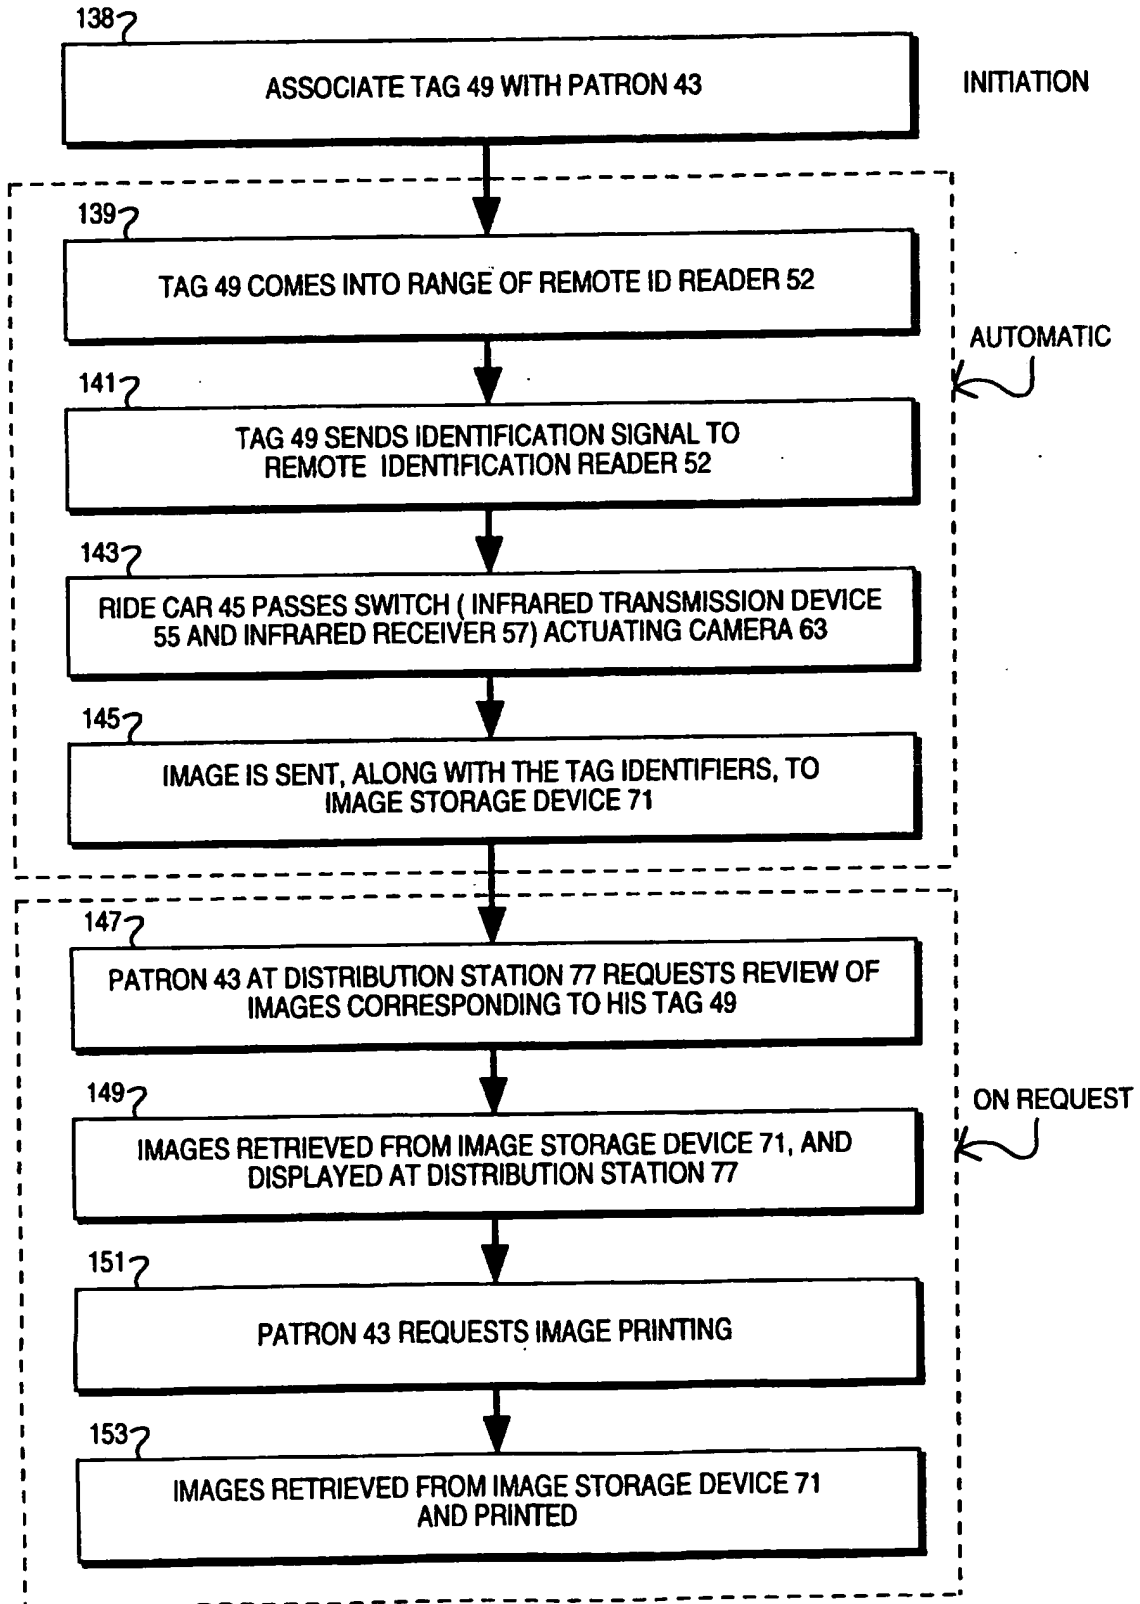 138
ASSOCIATE TAG 49 WITH PATRON 43
INITIATION
139
TAG 49 COMES INTO RANGE OF REMOTE ID READER 52
AUTOMATIC
141
TAG 49 SENDS IDENTIFICATION SIGNAL TO
REMOTE IDENTIFICATION READER 52
143
RIDE CAR 45 PASSES SWITCH ( INFRARED TRANSMISSION DEVICE
55 AND INFRARED RECEIVER 57) ACTUATING CAMERA 63
145
IMAGE IS SENT, ALONG WITH THE TAG IDENTIFIERS, TO
IMAGE STORAGE DEVICE 71
147
PATRON 43 AT DISTRIBUTION STATION 77 REQUESTS REVIEW OF
IMAGES CORRESPONDING TO HIS TAG 49
149
IMAGES RETRIEVED FROM IMAGE STORAGE DEVICE 71, AND
DISPLAYED AT DISTRIBUTION STATION 77
ON REQUEST
151
PATRON 43 REQUESTS IMAGE PRINTING
153
IMAGES RETRIEVED FROM IMAGE STORAGE DEVICE 71
AND PRINTED